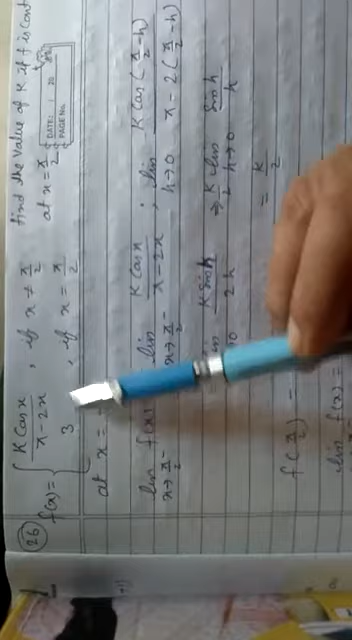 26 f(x) = { K Cos x / π - 2x , if x ≠ π/2 find the value of K if f is cont
3 , if x = π/2 at x = π/2
DATE: / 20
PAGE No.
at x =
lim x→π/2⁻ f(x) lim x→π/2⁻ K Cos x / π - 2x , lim h→0 K Cos (π/2 - h) / π - 2 (π/2 - h)
K Sin h / 2h ⇒ K/2 lim h→0 Sin h / h
= K/2
f(π/2) =
lim f(x) =